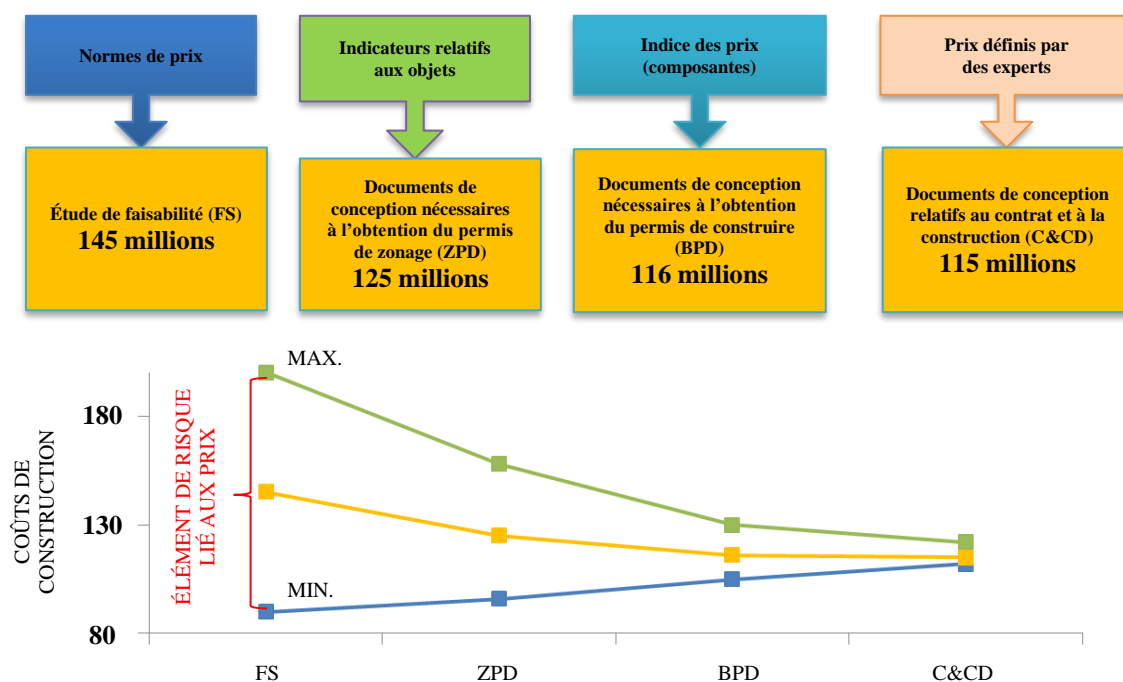 Normes de prix
Indicateurs relatifs
aux objets
Indice des prix
(composantes)
Prix définis par
des experts
Étude de faisabilité (FS)
145 millions
Documents de
conception nécessaires
à l’obtention du permis
de zonage (ZPD)
125 millions
Documents de conception
nécessaires à l’obtention
du permis de construire
(BPD)
116 millions
Documents de conception
relatifs au contrat et à la
construction (C&CD)
115 millions
COÛTS DE
CONSTRUCTION
180
130
80
ÉLÉMENT DE RISQUE
LIÉ AUX PRIX
MAX.
MIN.
FS
ZPD
BPD
C&CD